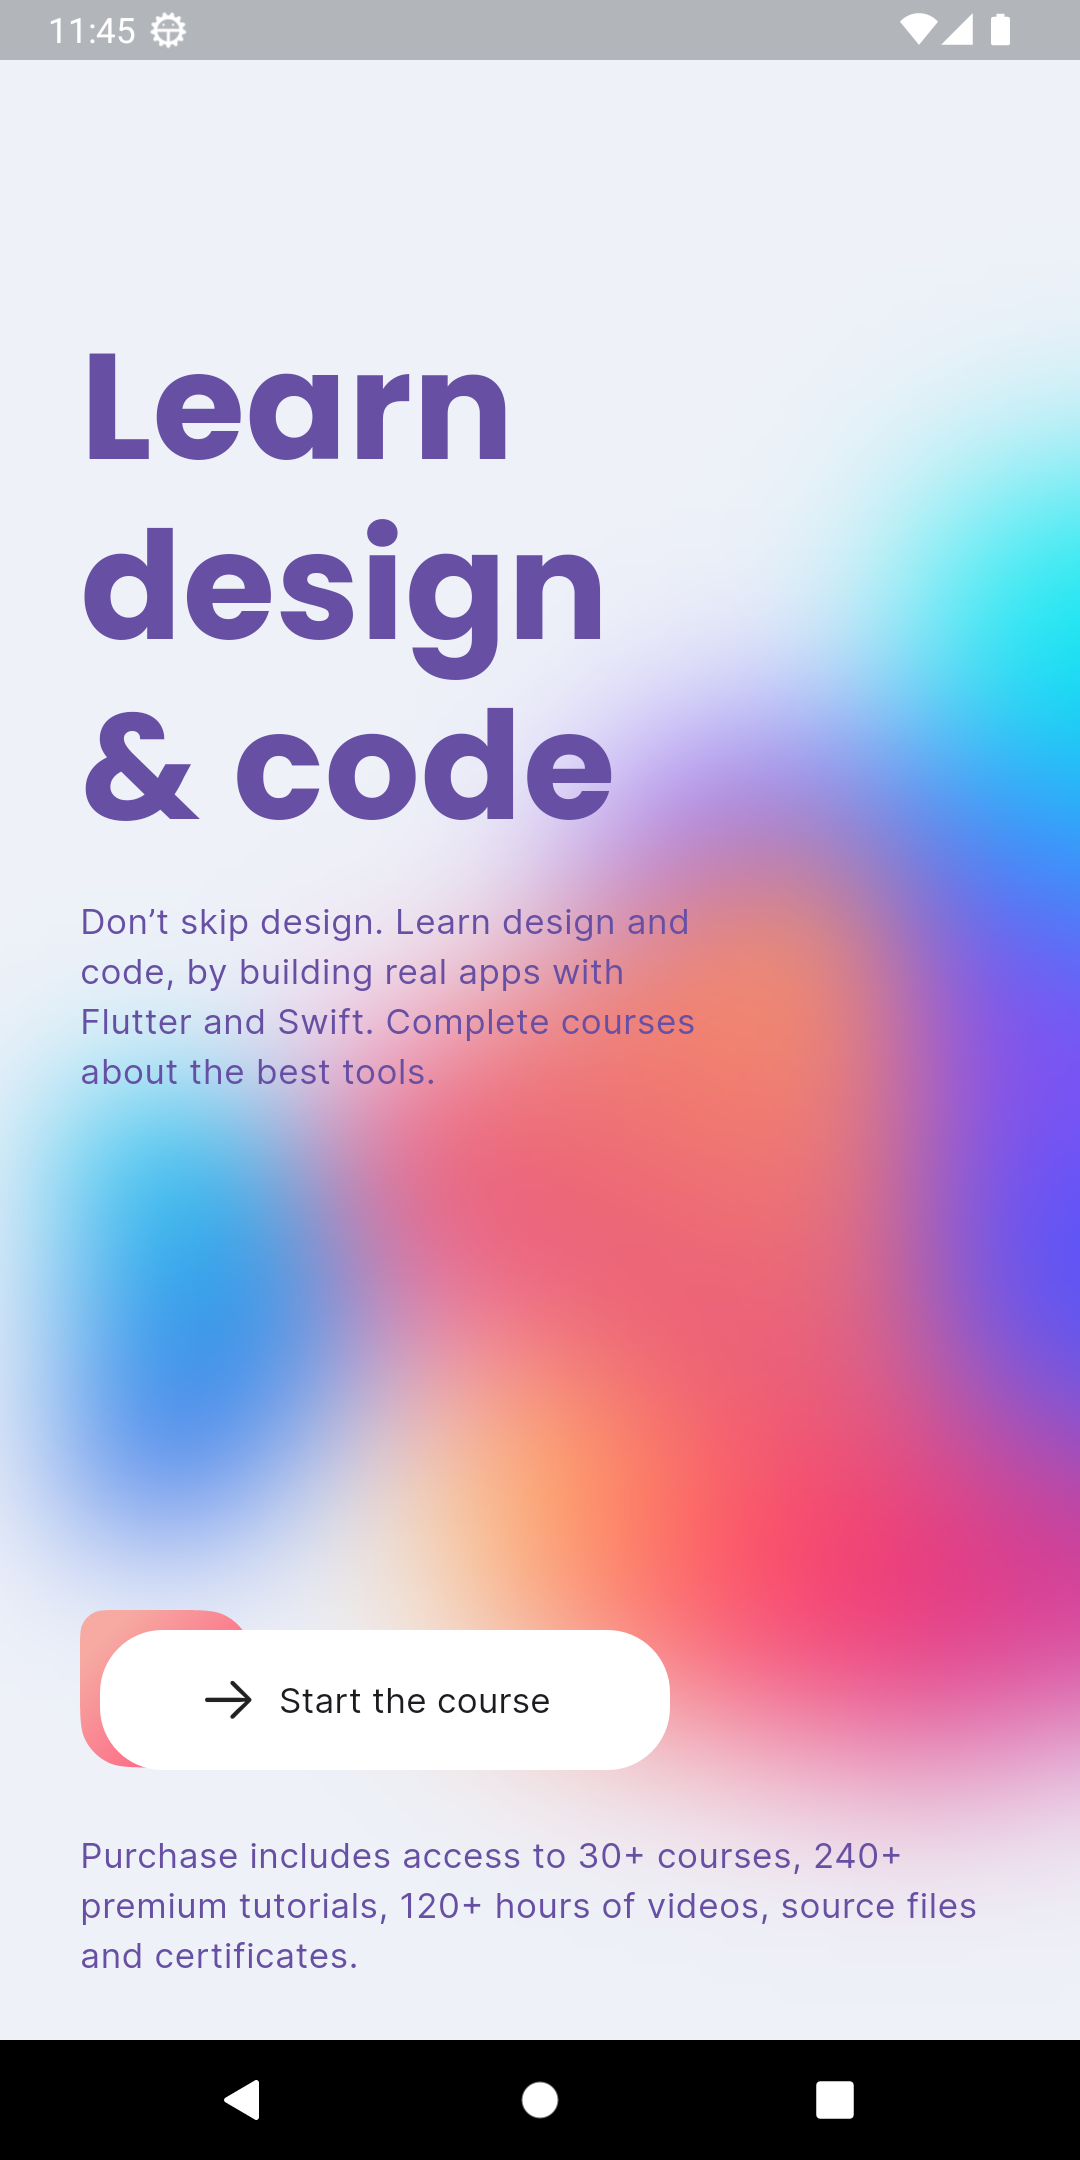 11:45
Learn
design
& code
Don’t skip design. Learn design and
code, by building real apps with
Flutter and Swift. Complete courses
about the best tools.
Start the course
Purchase includes access to 30+ courses, 240+
premium tutorials, 120+ hours of videos, source files
and certificates.